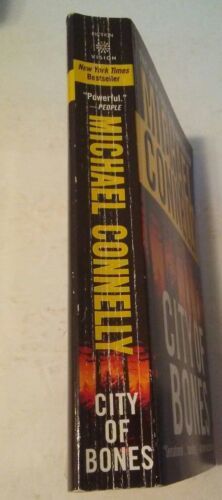 FICTION
VISION
New York Times
Bestseller
"Powerful."
—PEOPLE
MICHAEL CONNELLY
CITY
OF
BONES
CITY OF
BONES